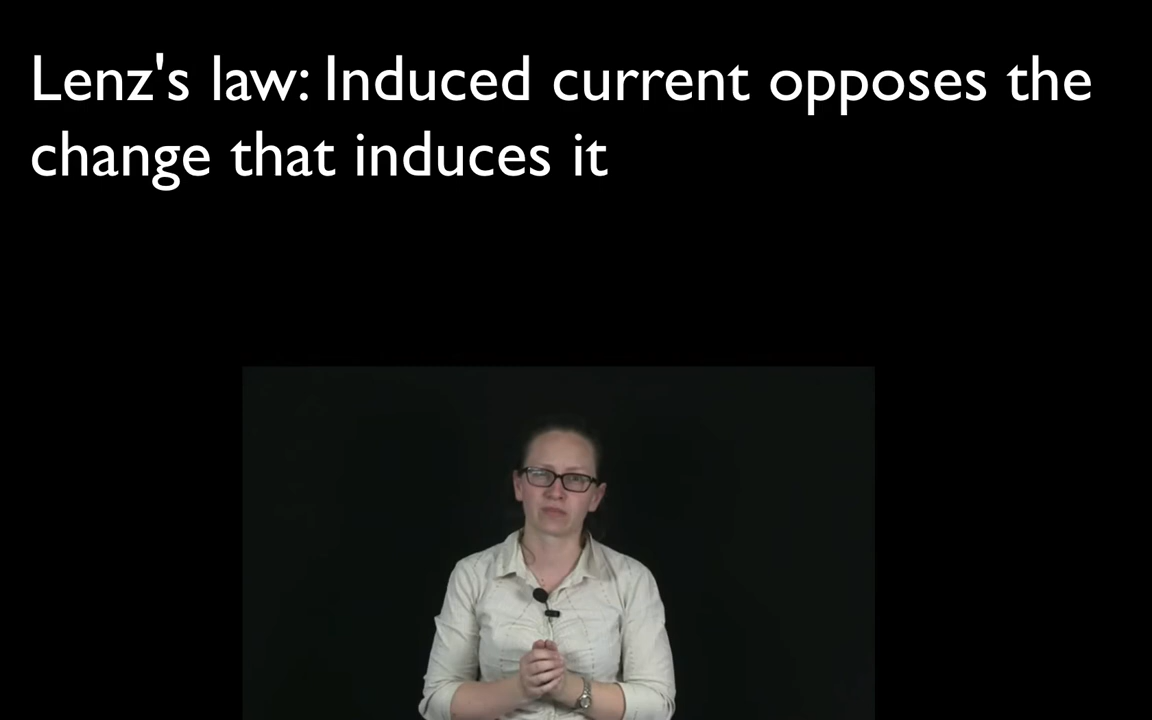 Lenz's law: Induced current opposes the
change that induces it